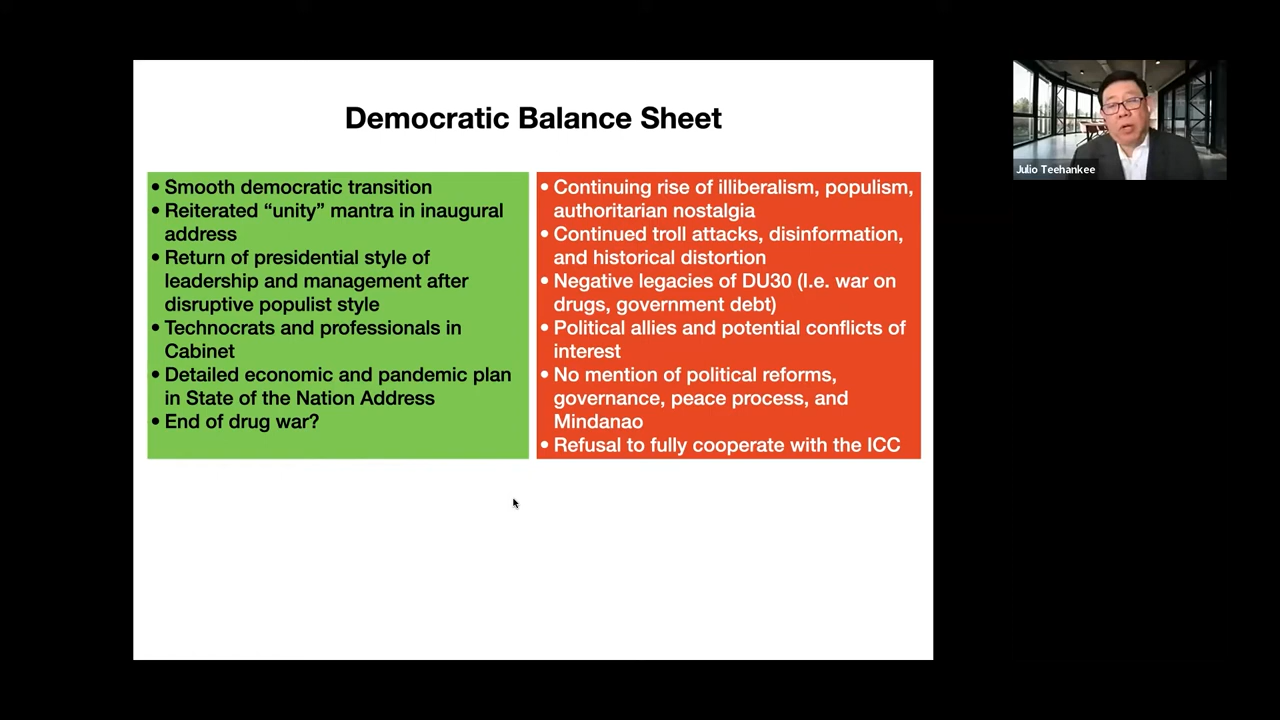 Democratic Balance Sheet
• Smooth democratic transition
• Reiterated “unity” mantra in inaugural
address
• Return of presidential style of
leadership and management after
disruptive populist style
• Technocrats and professionals in
Cabinet
• Detailed economic and pandemic plan
in State of the Nation Address
• End of drug war?
• Continuing rise of illiberalism, populism,
authoritarian nostalgia
• Continued troll attacks, disinformation,
and historical distortion
• Negative legacies of DU30 (I.e. war on
drugs, government debt)
• Political allies and potential conflicts of
interest
• No mention of political reforms,
governance, peace process, and
Mindanao
• Refusal to fully cooperate with the ICC
Julio Teehankee